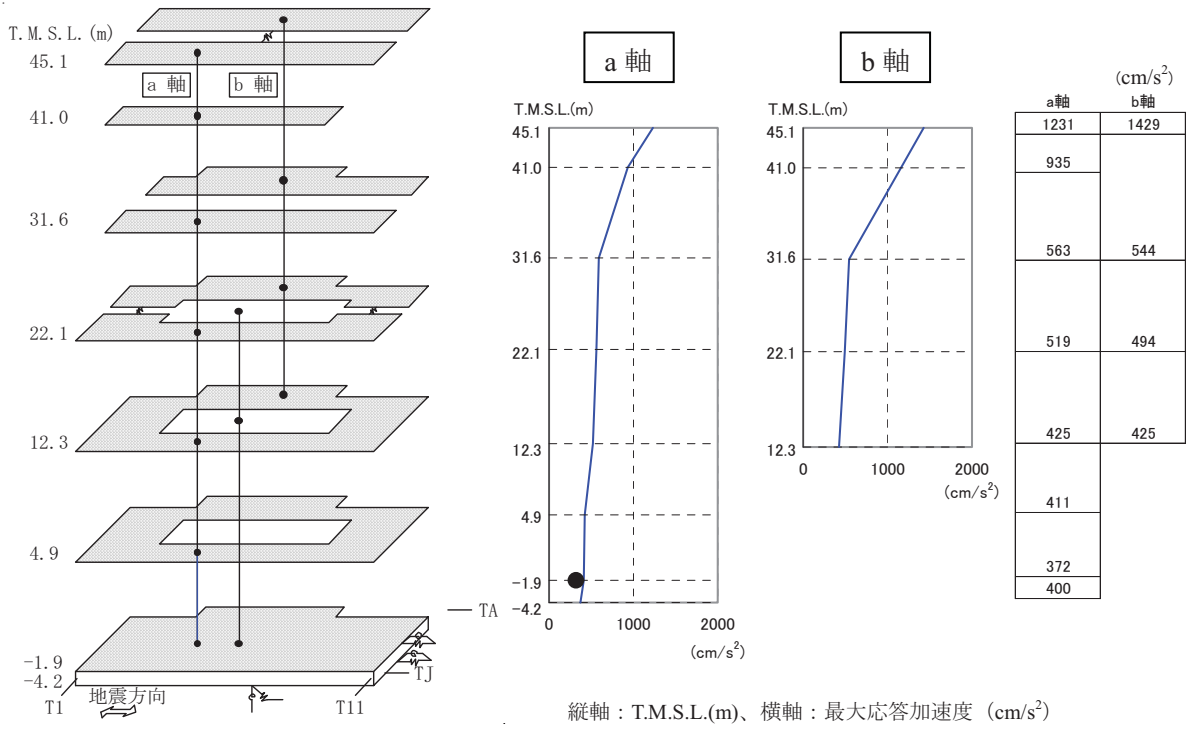 T.M.S.L.(m)
45.1
a 軸
b 軸
41.0
31.6
22.1
12.3
4.9
-1.9
-4.2
T1
地震方向
T11
TJ
TA
a 軸
T.M.S.L.(m)
45.1
41.0
31.6
22.1
12.3
4.9
-1.9
-4.2
0 1000 2000
(cm/s²)
b 軸
T.M.S.L.(m)
45.1
41.0
31.6
22.1
12.3
0 1000 2000
(cm/s²)
(cm/s²)
a軸 b軸
1231 1429
935
563 544
519 494
425 425
411
372
400
縦軸：T.M.S.L.(m)、横軸：最大応答加速度（cm/s²）